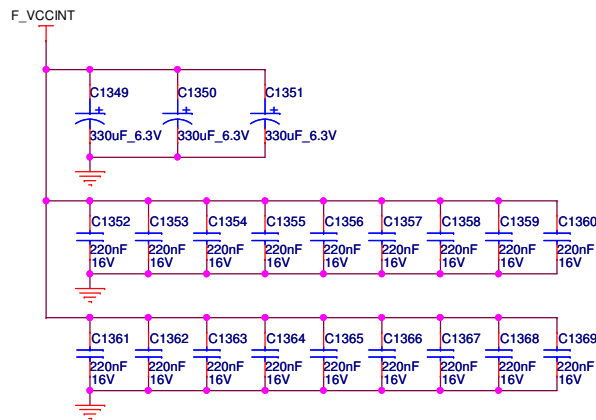 F_VCCINT
C1349 C1350 C1351
+ + +
330uF_6.3V 330uF_6.3V 330uF_6.3V
C1352 C1353 C1354 C1355 C1356 C1357 C1358 C1359 C1360
220nF 220nF 220nF 220nF 220nF 220nF 220nF 220nF 220nF
16V 16V 16V 16V 16V 16V 16V 16V 16V
C1361 C1362 C1363 C1364 C1365 C1366 C1367 C1368 C1369
220nF 220nF 220nF 220nF 220nF 220nF 220nF 220nF 220nF
16V 16V 16V 16V 16V 16V 16V 16V 16V